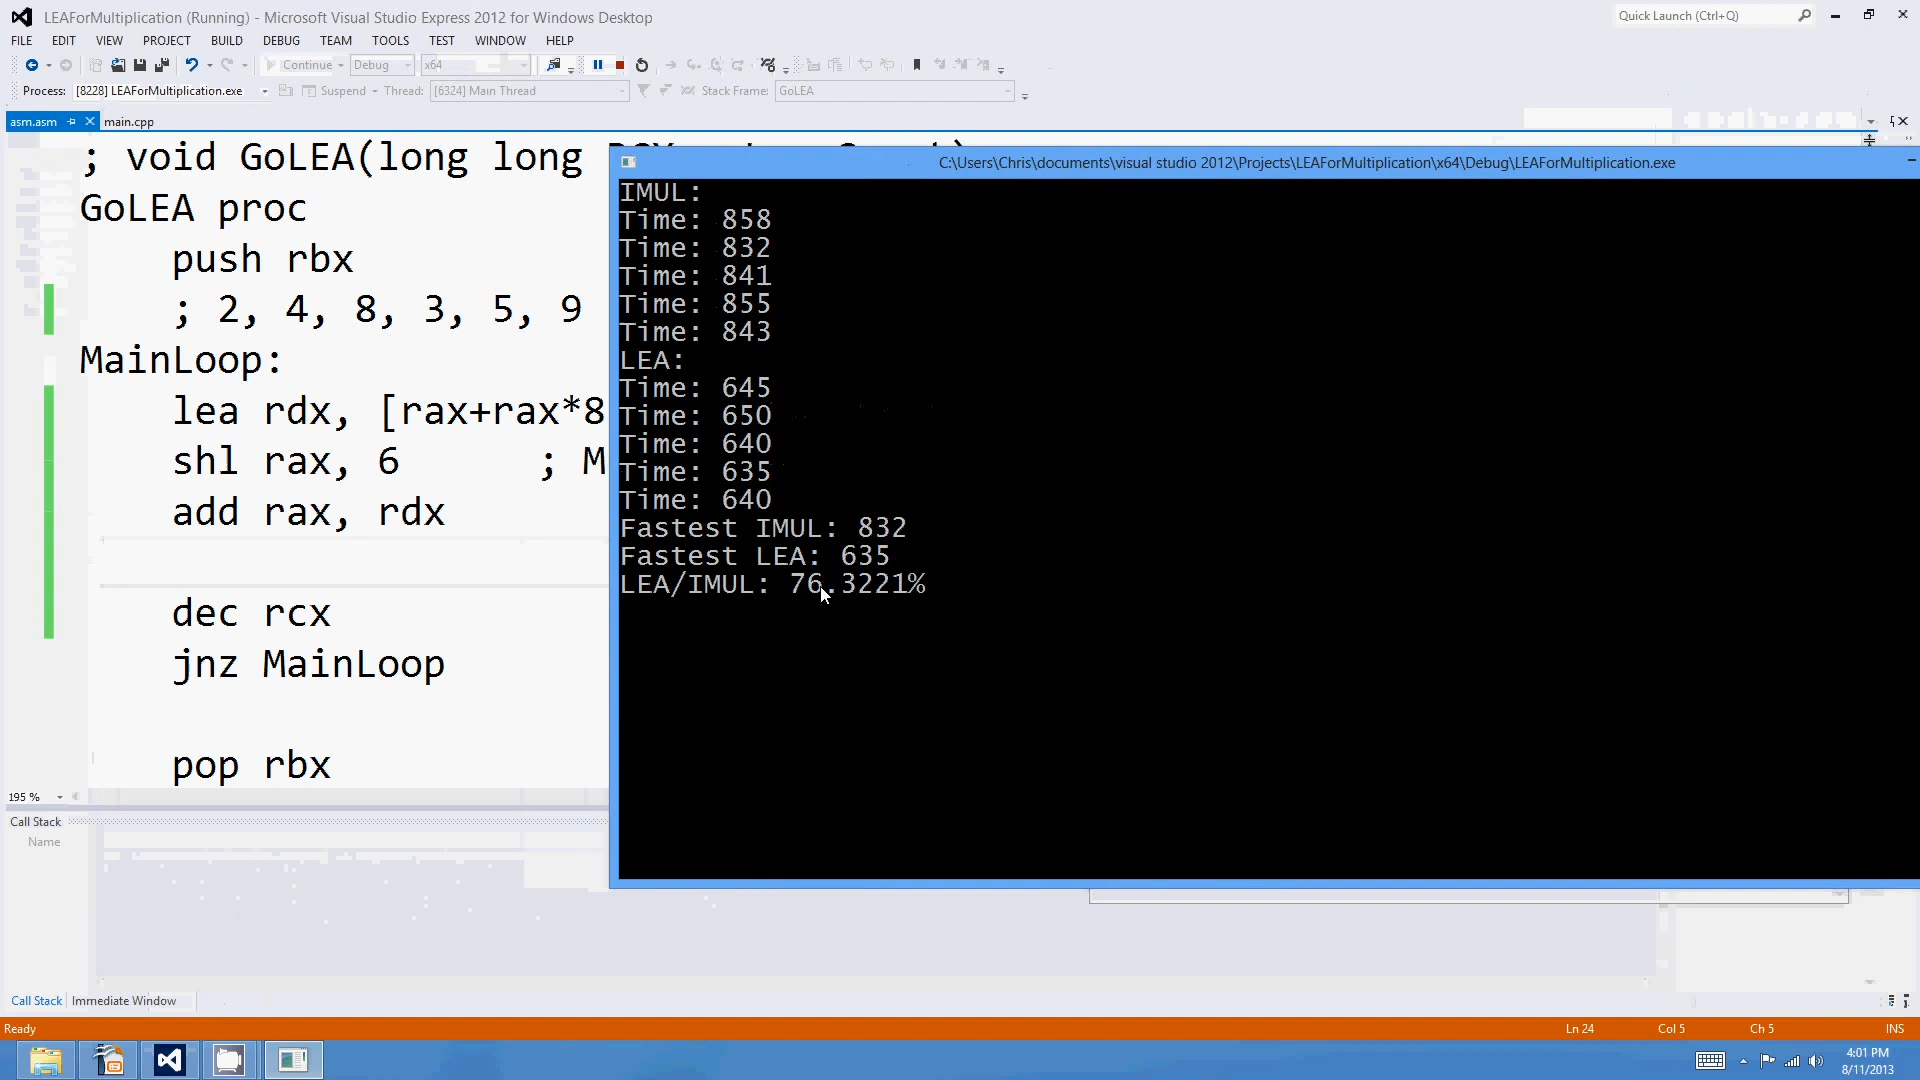 LEAForMultiplication (Running) - Microsoft Visual Studio Express 2012 for Windows Desktop
Quick Launch (Ctrl+Q)
FILE EDIT VIEW PROJECT BUILD DEBUG TEAM TOOLS TEST WINDOW HELP
Continue Debug x64
Process: [8228] LEAForMultiplication.exe Suspend Thread: [6324] Main Thread Stack Frame: GoLEA
asm.asm main.cpp
; void GoLEA(long long
GoLEA proc
push rbx
; 2, 4, 8, 3, 5, 9
MainLoop:
lea rdx, [rax+rax*8
shl rax, 6 ; M
add rax, rdx
dec rcx
jnz MainLoop
pop rbx
195 %
C:\Users\Chris\documents\visual studio 2012\Projects\LEAForMultiplication\x64\Debug\LEAForMultiplication.exe
IMUL:
Time: 858
Time: 832
Time: 841
Time: 855
Time: 843
LEA:
Time: 645
Time: 650
Time: 640
Time: 635
Time: 640
Fastest IMUL: 832
Fastest LEA: 635
LEA/IMUL: 76.3221%
Call Stack
Name
Call Stack Immediate Window
Ready Ln 24 Col 5 Ch 5 INS
4:01 PM
8/11/2013